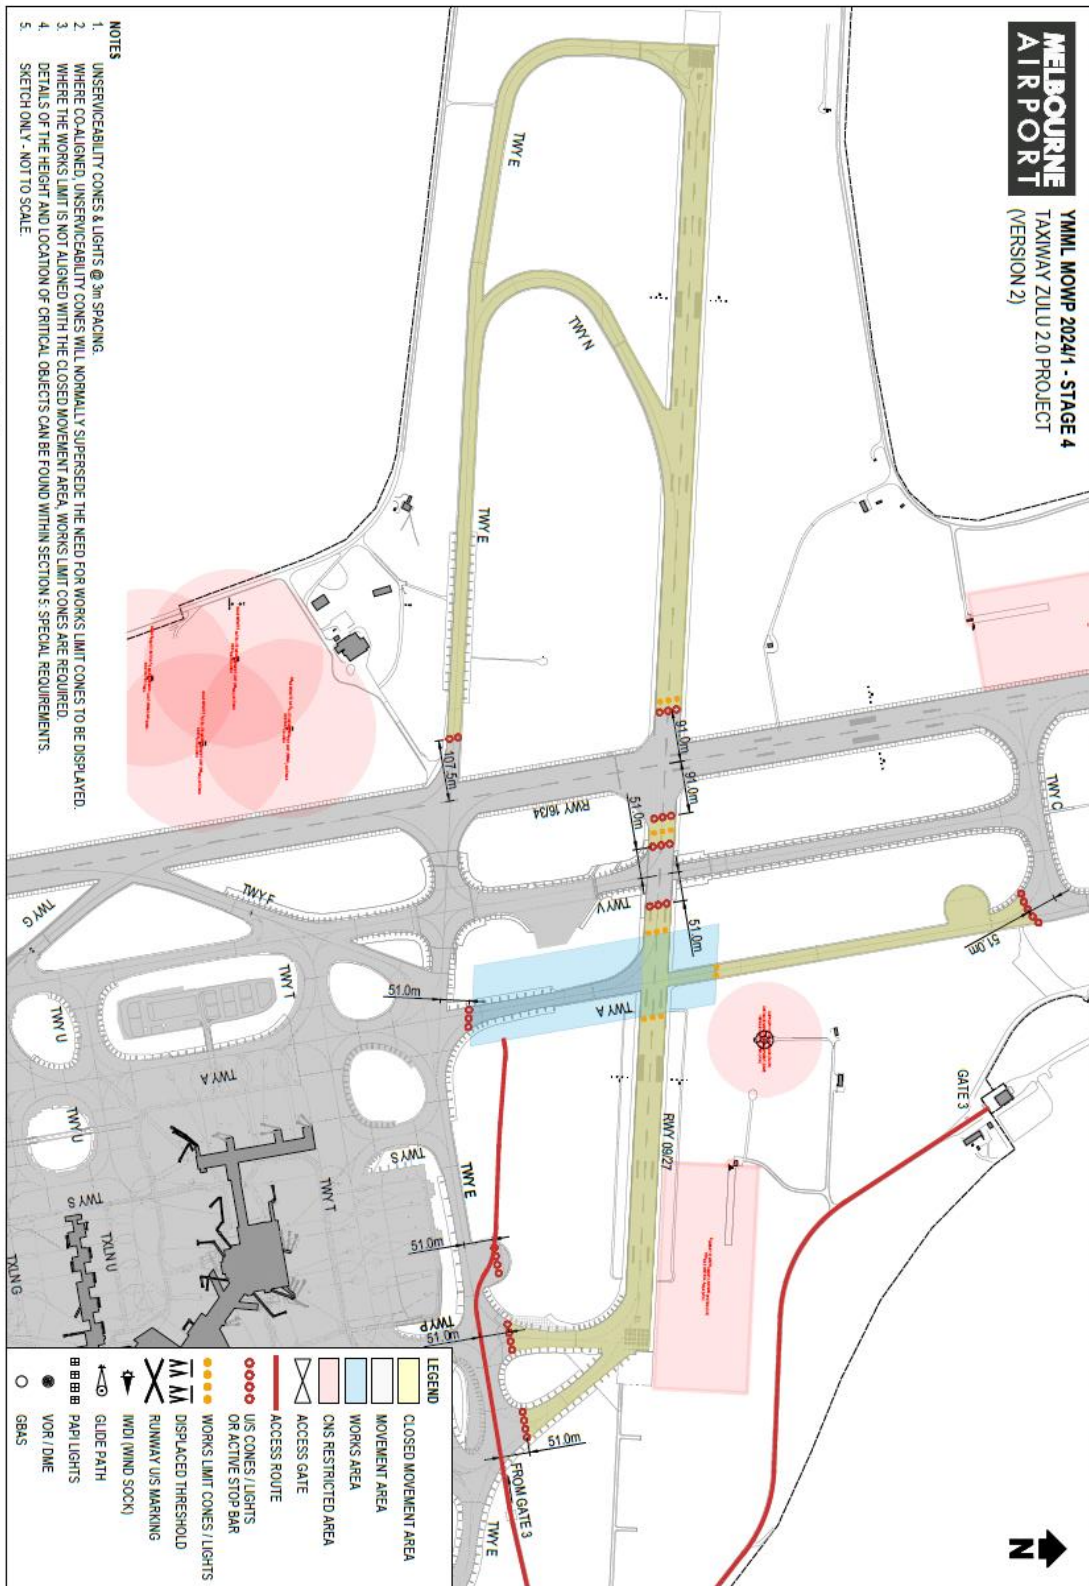 MELBOURNE
AIRPORT
YMML MOWP 2024/1 - STAGE 4
TAXIWAY ZULU 2.0 PROJECT
(VERSION 2)
N
TWY E
TWY N
TWY E
91.0m
91.0m
107.5m
RWY 16/34
51.0m
TWY C
TWY G
TWY F
TWY V
51.0m
51.0m
51.0m
TWY T
TWY U
TWY A
TWY A
TWY U
TWY S
TWY S
TWY T
TWY E
RWY 09/27
GATE 3
TXLN U
TXLN G
51.0m
TWY P
51.0m
51.0m
FROM GATE 3
TWY E
NOTES
1. UNSERVICEABILITY CONES & LIGHTS @ 3m SPACING.
2. WHERE CO-ALIGNED, UNSERVICEABILITY CONES WILL NORMALLY SUPERSEDE THE NEED FOR WORKS LIMIT CONES TO BE DISPLAYED.
3. WHERE THE WORKS LIMIT IS NOT ALIGNED WITH THE CLOSED MOVEMENT AREA, WORKS LIMIT CONES ARE REQUIRED.
4. DETAILS OF THE HEIGHT AND LOCATION OF CRITICAL OBJECTS CAN BE FOUND WITHIN SECTION 5: SPECIAL REQUIREMENTS.
5. SKETCH ONLY - NOT TO SCALE.
LEGEND
CLOSED MOVEMENT AREA
MOVEMENT AREA
WORKS AREA
CNS RESTRICTED AREA
ACCESS GATE
ACCESS ROUTE
U/S CONES / LIGHTS
OR ACTIVE STOP BAR
WORKS LIMIT CONES / LIGHTS
DISPLACED THRESHOLD
RUNWAY U/S MARKING
IWDI (WIND SOCK)
GLIDE PATH
PAPI LIGHTS
VOR / DME
GBAS